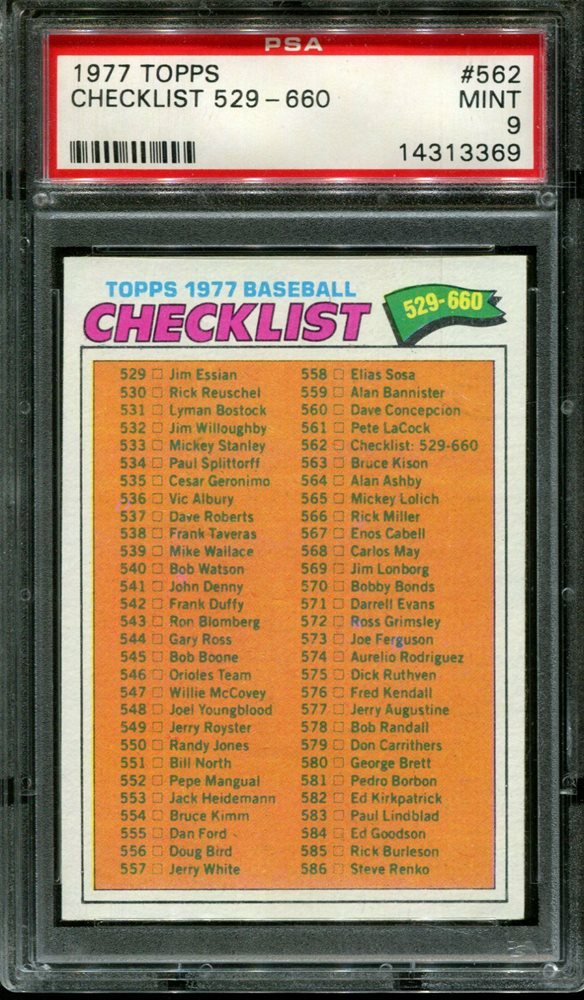 PSA
1977 TOPPS #562
CHECKLIST 529-660 MINT
9
14313369
TOPPS 1977 BASEBALL
CHECKLIST
529-660
529 Jim Essian
530 Rick Reuschel
531 Lyman Bostock
532 Jim Willoughby
533 Mickey Stanley
534 Paul Splittorff
535 Cesar Geronimo
536 Vic Albury
537 Dave Roberts
538 Frank Taveras
539 Mike Wallace
540 Bob Watson
541 John Denny
542 Frank Duffy
543 Ron Blomberg
544 Gary Ross
545 Bob Boone
546 Orioles Team
547 Willie McCovey
548 Joel Youngblood
549 Jerry Royster
550 Randy Jones
551 Bill North
552 Pepe Mangual
553 Jack Heidemann
554 Bruce Kimm
555 Dan Ford
556 Doug Bird
557 Jerry White
558 Elias Sosa
559 Alan Bannister
560 Dave Concepcion
561 Pete LaCock
562 Checklist: 529-660
563 Bruce Kison
564 Alan Ashby
565 Mickey Lolich
566 Rick Miller
567 Enos Cabell
568 Carlos May
569 Jim Lonborg
570 Bobby Bonds
571 Darrell Evans
572 Ross Grimsley
573 Joe Ferguson
574 Aurelio Rodriguez
575 Dick Ruthven
576 Fred Kendall
577 Jerry Augustine
578 Bob Randall
579 Don Carrithers
580 George Brett
581 Pedro Borbon
582 Ed Kirkpatrick
583 Paul Lindblad
584 Ed Goodson
585 Rick Burleson
586 Steve Renko